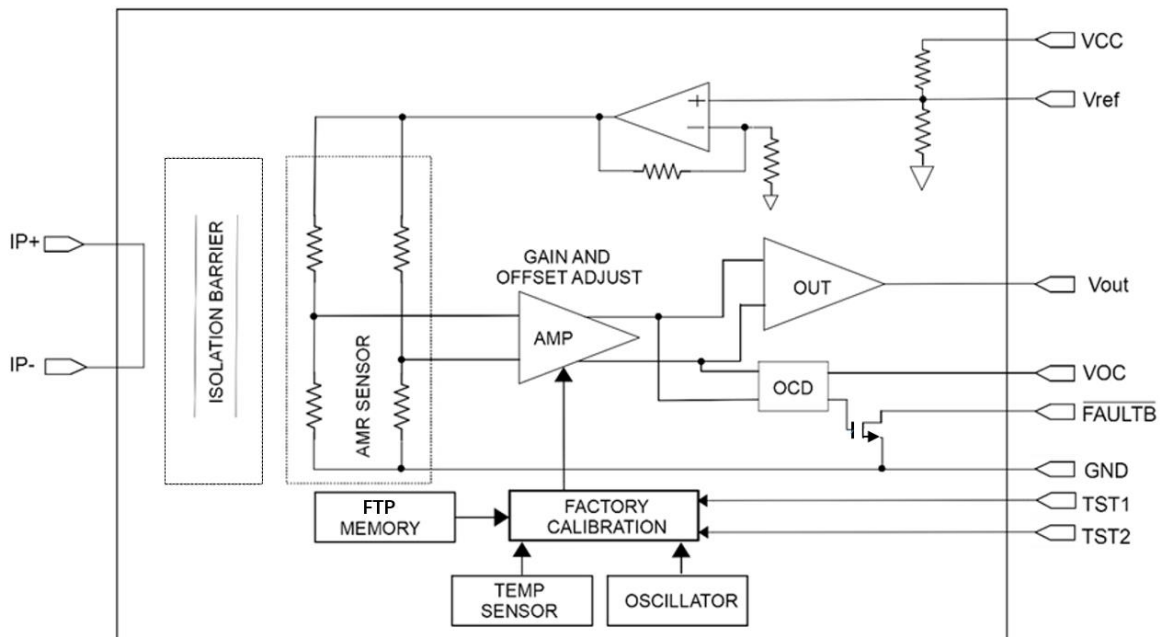 VCC
Vref
+
−
IP+
IP-
ISOLATION BARRIER
AMR SENSOR
GAIN AND
OFFSET ADJUST
AMP
OUT
Vout
OCD
VOC
FAULTB
GND
FTP
MEMORY
FACTORY
CALIBRATION
TST1
TST2
TEMP
SENSOR
OSCILLATOR